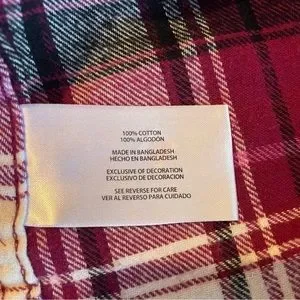 100% COTTON
100% ALGODÓN
MADE IN BANGLADESH
HECHO EN BANGLADESH
EXCLUSIVE OF DECORATION
EXCLUSIVO DE DECORACION
SEE REVERSE FOR CARE
VER AL REVERSO PARA CUIDADO